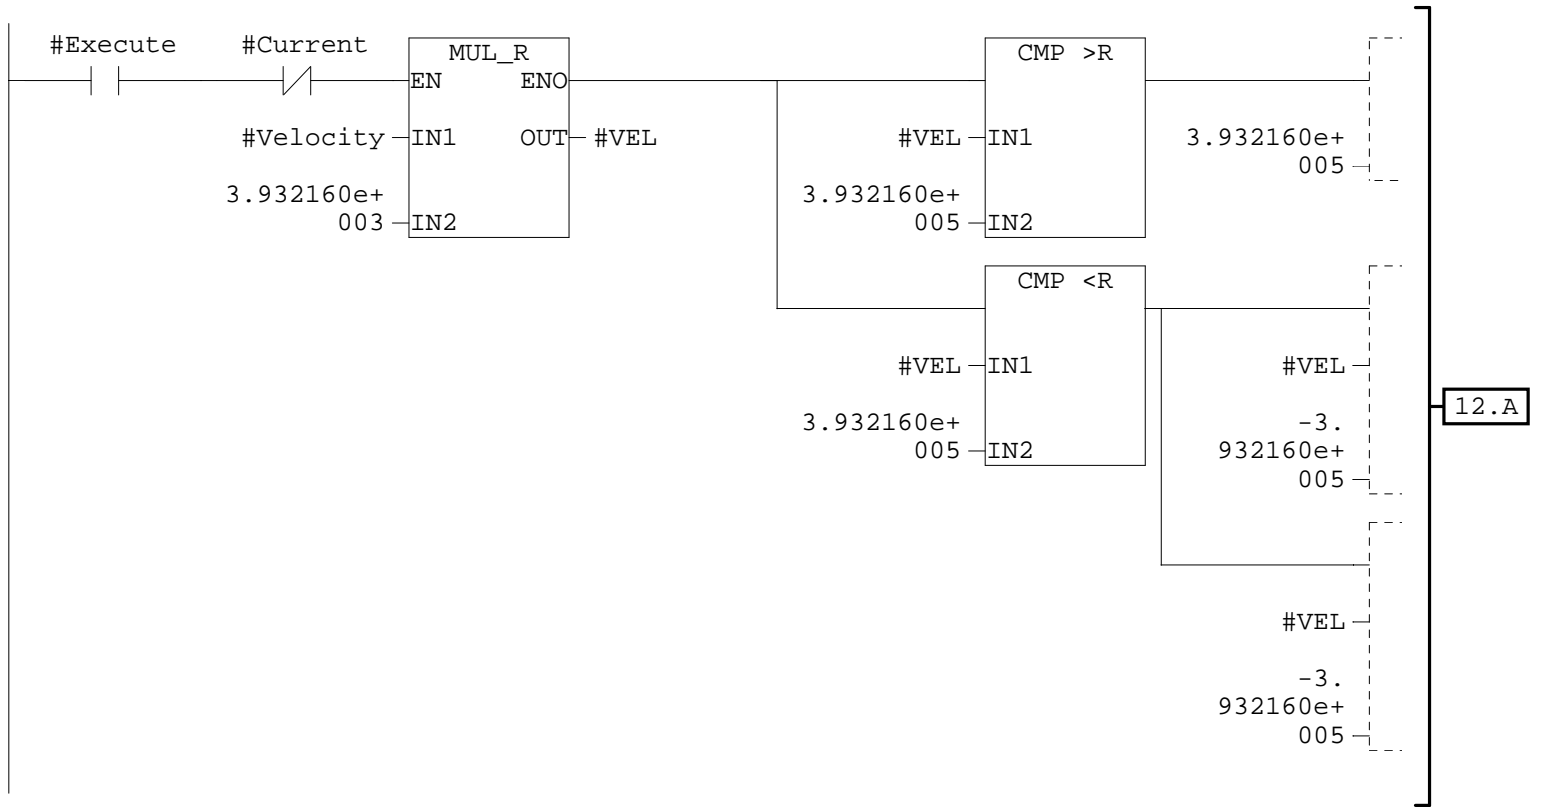 #Execute #Current MUL_R CMP >R
EN ENO
#Velocity IN1 OUT #VEL #VEL IN1 3.932160e+
005
3.932160e+ 3.932160e+
003 IN2 005 IN2
CMP <R
#VEL IN1 #VEL
12.A
3.932160e+ -3.
005 IN2 932160e+
005
#VEL
-3.
932160e+
005